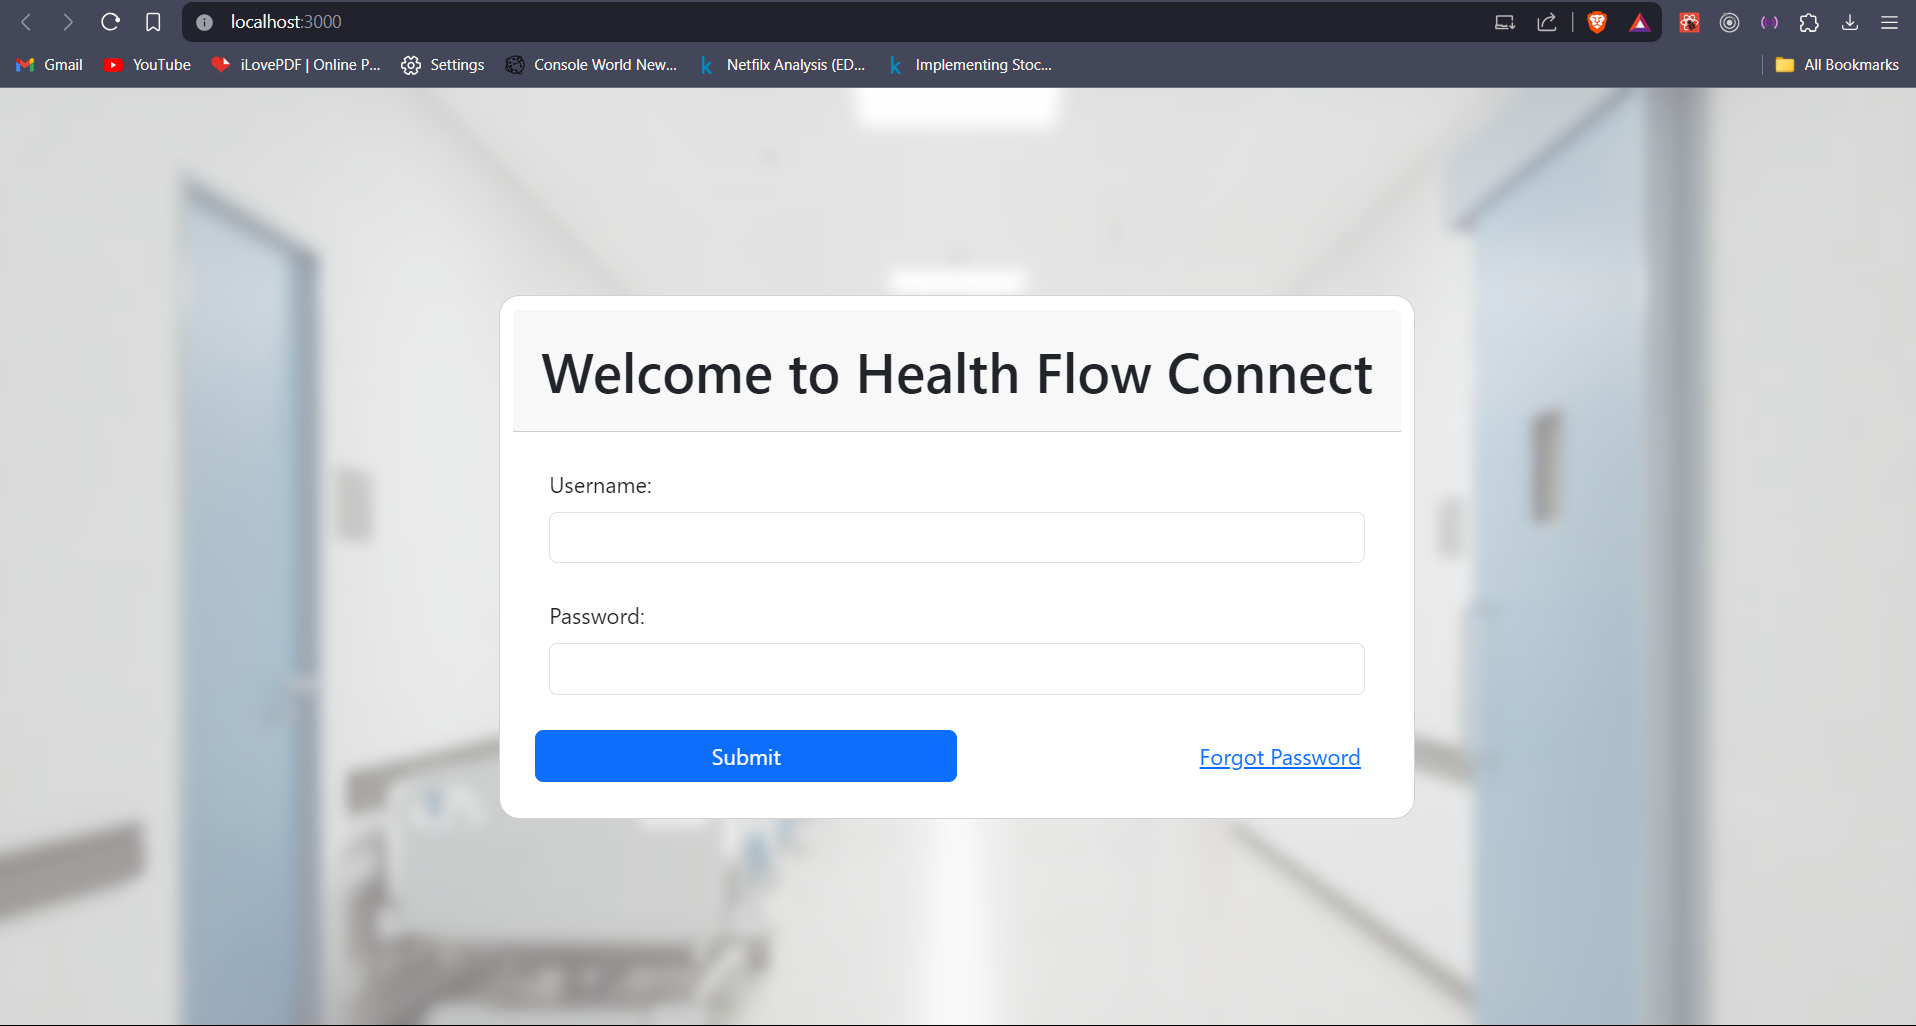 localhost:3000
Gmail YouTube iLovePDF | Online P... Settings Console World New... Netfilx Analysis (ED... Implementing Stoc... All Bookmarks
Welcome to Health Flow Connect
Username:
Password:
Submit Forgot Password